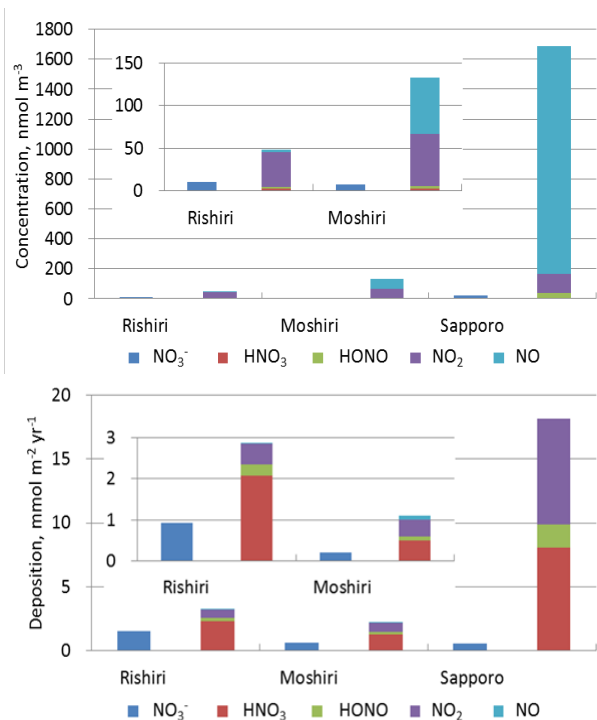 Concentration, nmol m⁻³
1800
1600
1400
1200
1000
800
600
400
200
0
150
100
50
0
Rishiri Moshiri
Rishiri Moshiri Sapporo
NO₃⁻ HNO₃ HONO NO₂ NO
Deposition, mmol m⁻² yr⁻¹
20
15
10
5
0
3
2
1
0
Rishiri Moshiri
Rishiri Moshiri Sapporo
NO₃⁻ HNO₃ HONO NO₂ NO